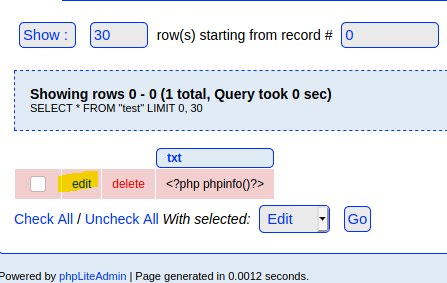 Show : 30 row(s) starting from record # 0
Showing rows 0 - 0 (1 total, Query took 0 sec)
SELECT * FROM "test" LIMIT 0, 30
txt
edit delete <?php phpinfo()?>
Check All / Uncheck All With selected: Edit Go
Powered by phpLiteAdmin | Page generated in 0.0012 seconds.